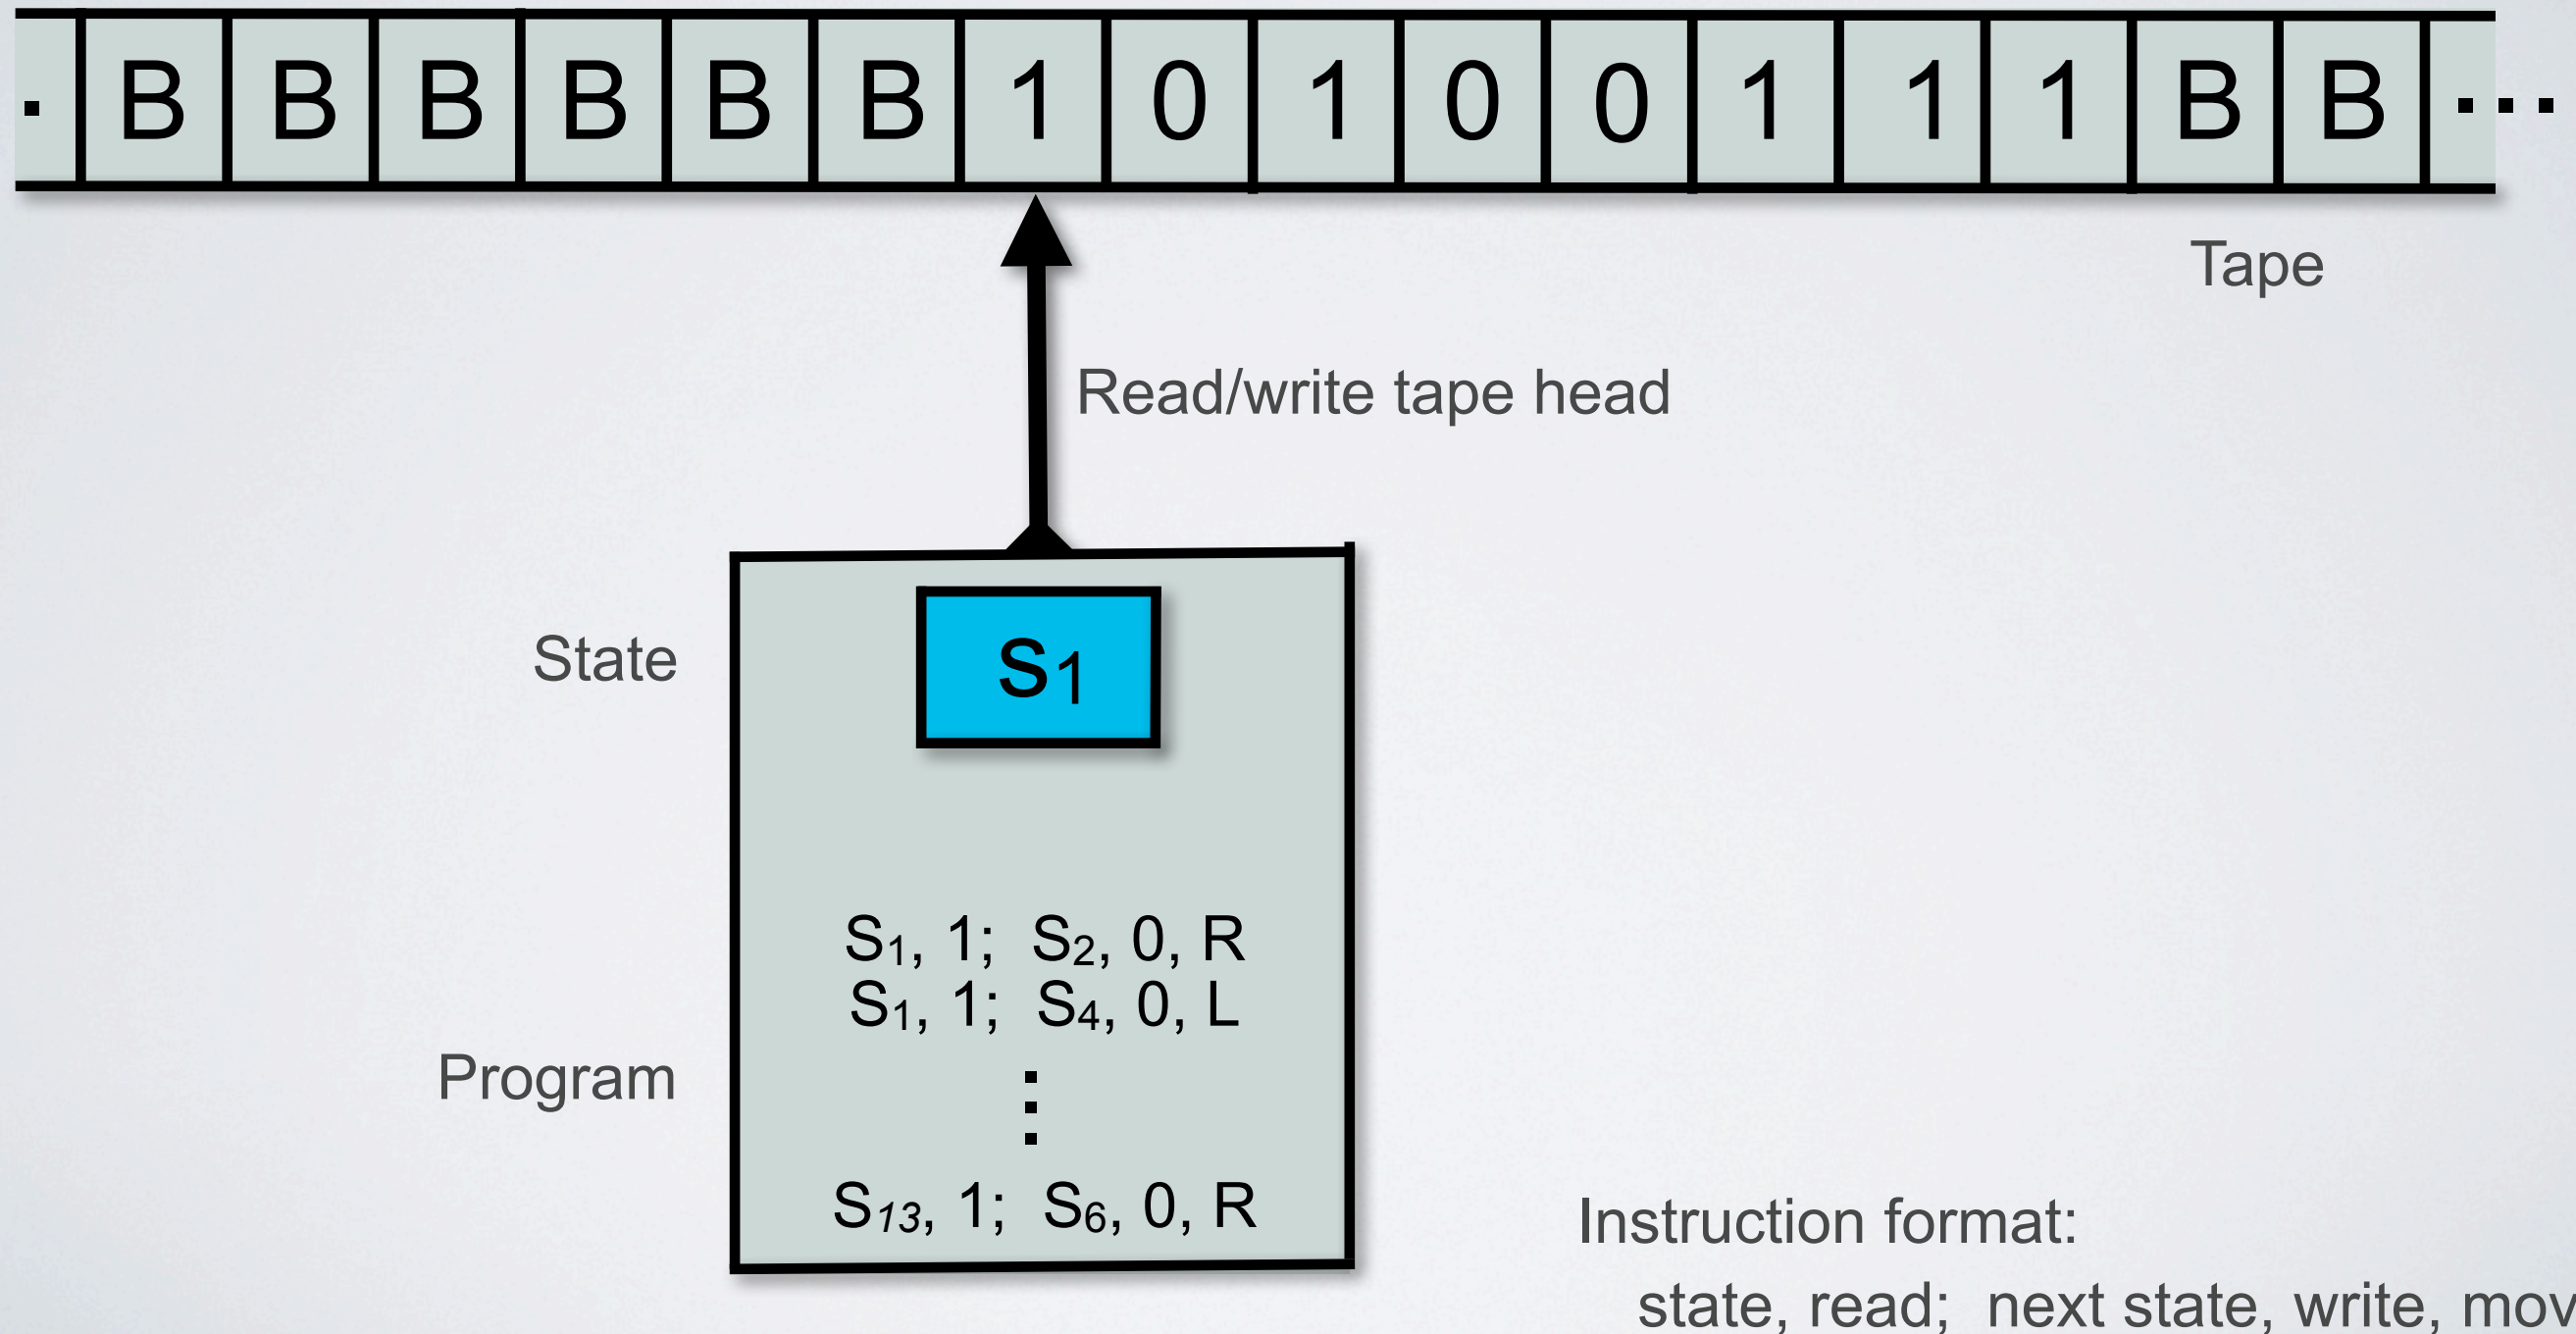 . B B B B B B 1 0 1 0 0 1 1 1 B B ...
Tape
Read/write tape head
State
S1
S1, 1; S2, 0, R
S1, 1; S4, 0, L
⋮
Program
S13, 1; S6, 0, R
Instruction format:
state, read; next state, write, mov